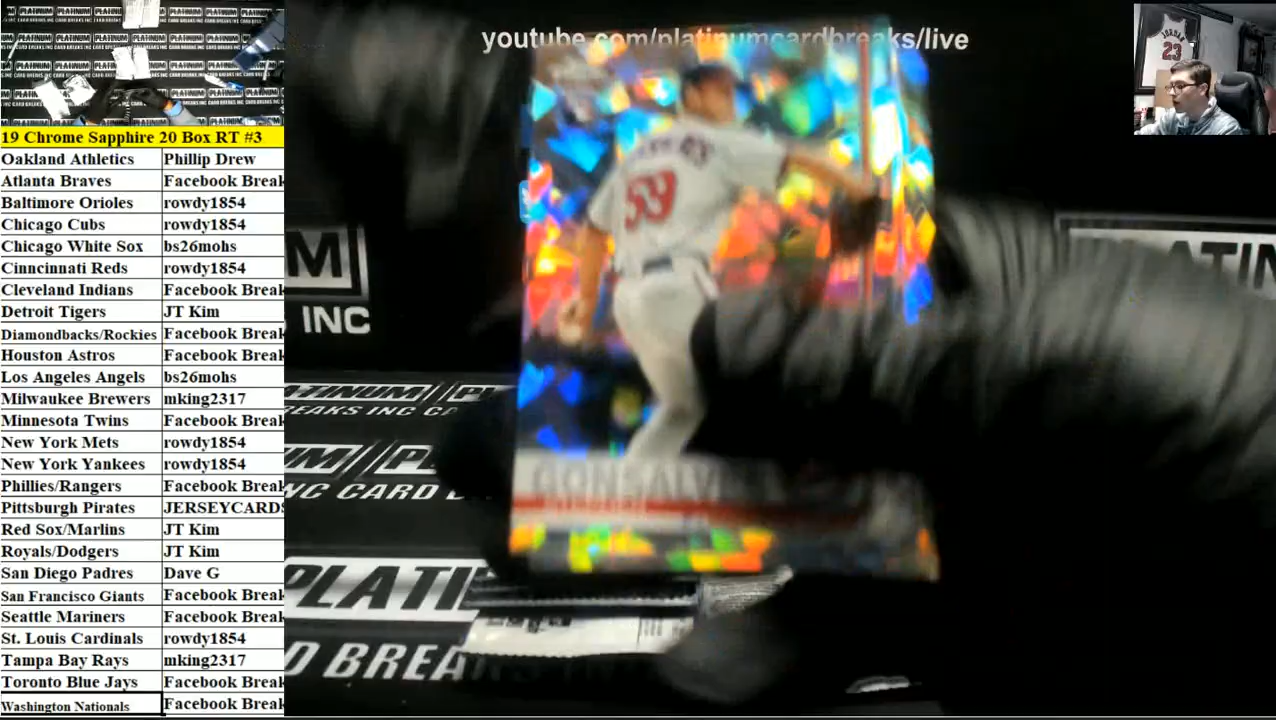 youtube.com/platinumcardbreaks/live
JORDAN
23
19 Chrome Sapphire 20 Box RT #3
Oakland Athletics Phillip Drew
Atlanta Braves Facebook Break
Baltimore Orioles rowdy1854
Chicago Cubs rowdy1854
Chicago White Sox bs26mohs
Cinncinnati Reds rowdy1854
Cleveland Indians Facebook Break
Detroit Tigers JT Kim
Diamondbacks/Rockies Facebook Break
Houston Astros Facebook Break
Los Angeles Angels bs26mohs
Milwaukee Brewers mking2317
Minnesota Twins Facebook Break
New York Mets rowdy1854
New York Yankees rowdy1854
Phillies/Rangers Facebook Break
Pittsburgh Pirates JERSEYCARDS
Red Sox/Marlins JT Kim
Royals/Dodgers JT Kim
San Diego Padres Dave G
San Francisco Giants Facebook Break
Seattle Mariners Facebook Break
St. Louis Cardinals rowdy1854
Tampa Bay Rays mking2317
Toronto Blue Jays Facebook Break
Washington Nationals Facebook Break
59
INC